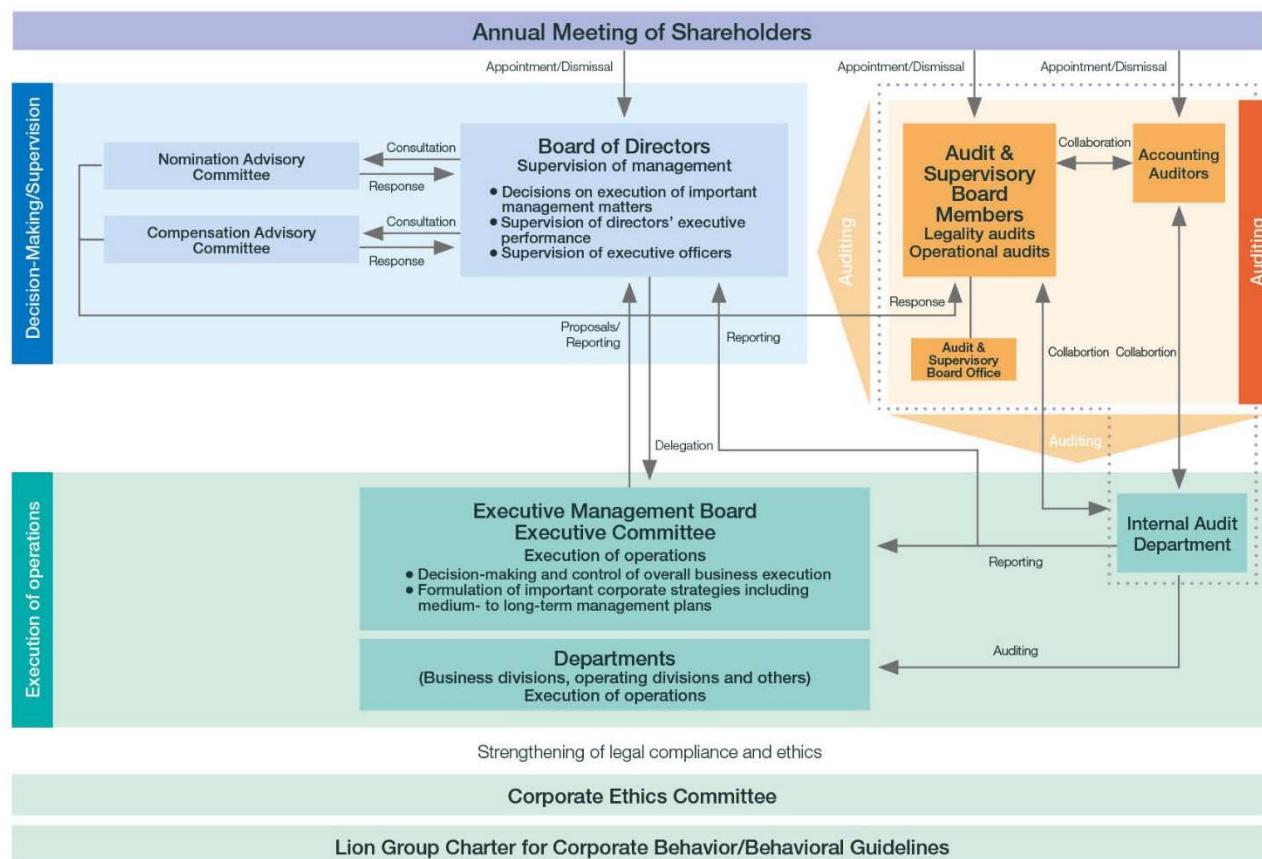 Annual Meeting of Shareholders
Appointment/Dismissal
Appointment/Dismissal
Appointment/Dismissal
Decision-Making/Supervision
Nomination Advisory
Committee
Consultation
Response
Compensation Advisory
Committee
Consultation
Response
Board of Directors
Supervision of management
● Decisions on execution of important
management matters
● Supervision of directors' executive
performance
● Supervision of executive officers
Auditing
Audit &
Supervisory
Board
Members
Legality audits
Operational audits
Collaboration
Accounting
Auditors
Auditing
Response
Proposals/
Reporting
Reporting
Audit &
Supervisory
Board Office
Collabortion
Collabortion
Delegation
Auditing
Execution of operations
Executive Management Board
Executive Committee
Execution of operations
● Decision-making and control of overall business execution
● Formulation of important corporate strategies including
medium- to long-term management plans
Internal Audit
Department
Reporting
Departments
(Business divisions, operating divisions and others)
Execution of operations
Auditing
Strengthening of legal compliance and ethics
Corporate Ethics Committee
Lion Group Charter for Corporate Behavior/Behavioral Guidelines